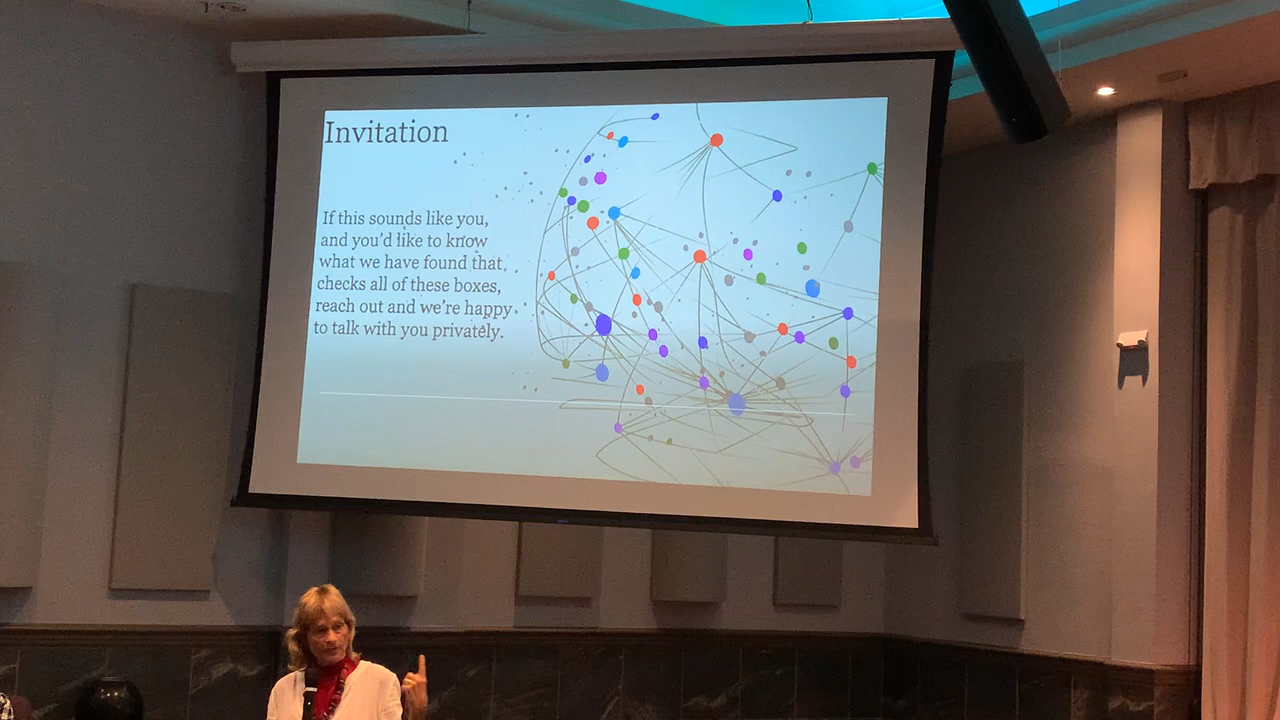 Invitation
If this sounds like you,
and you'd like to know
what we have found that
checks all of these boxes,
reach out and we're happy
to talk with you privately.